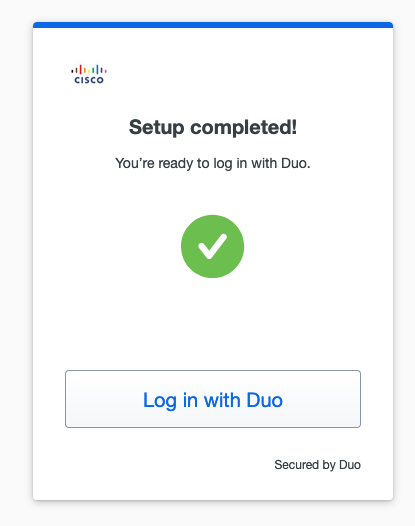 CISCO
Setup completed!
You're ready to log in with Duo.
Log in with Duo
Secured by Duo